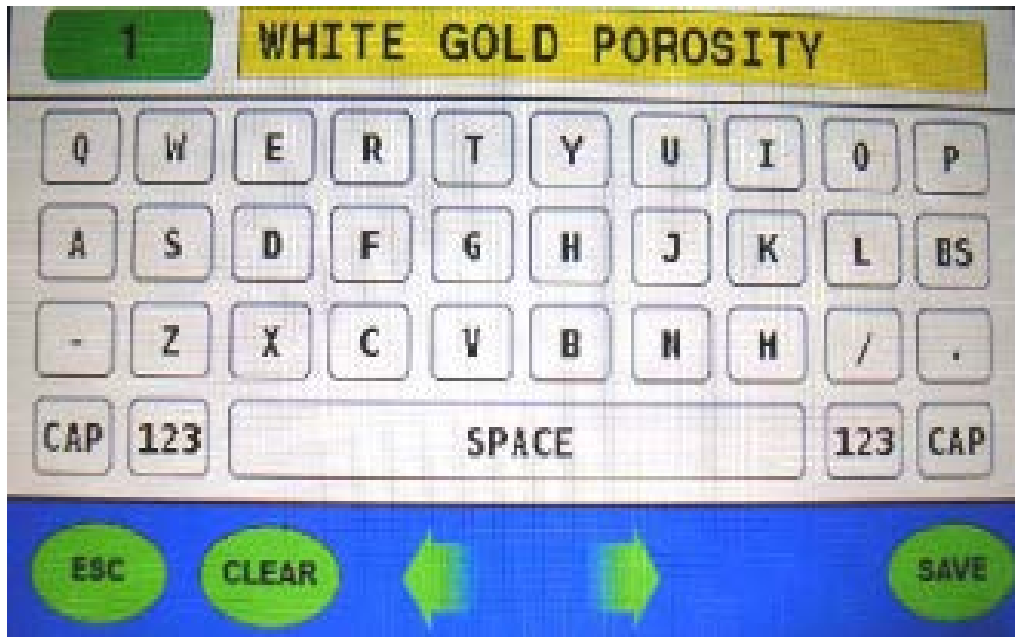 1 WHITE GOLD POROSITY
Q W E R T Y U I O P
A S D F G H J K L BS
- Z X C V B N M / .
CAP 123 SPACE 123 CAP
ESC CLEAR SAVE